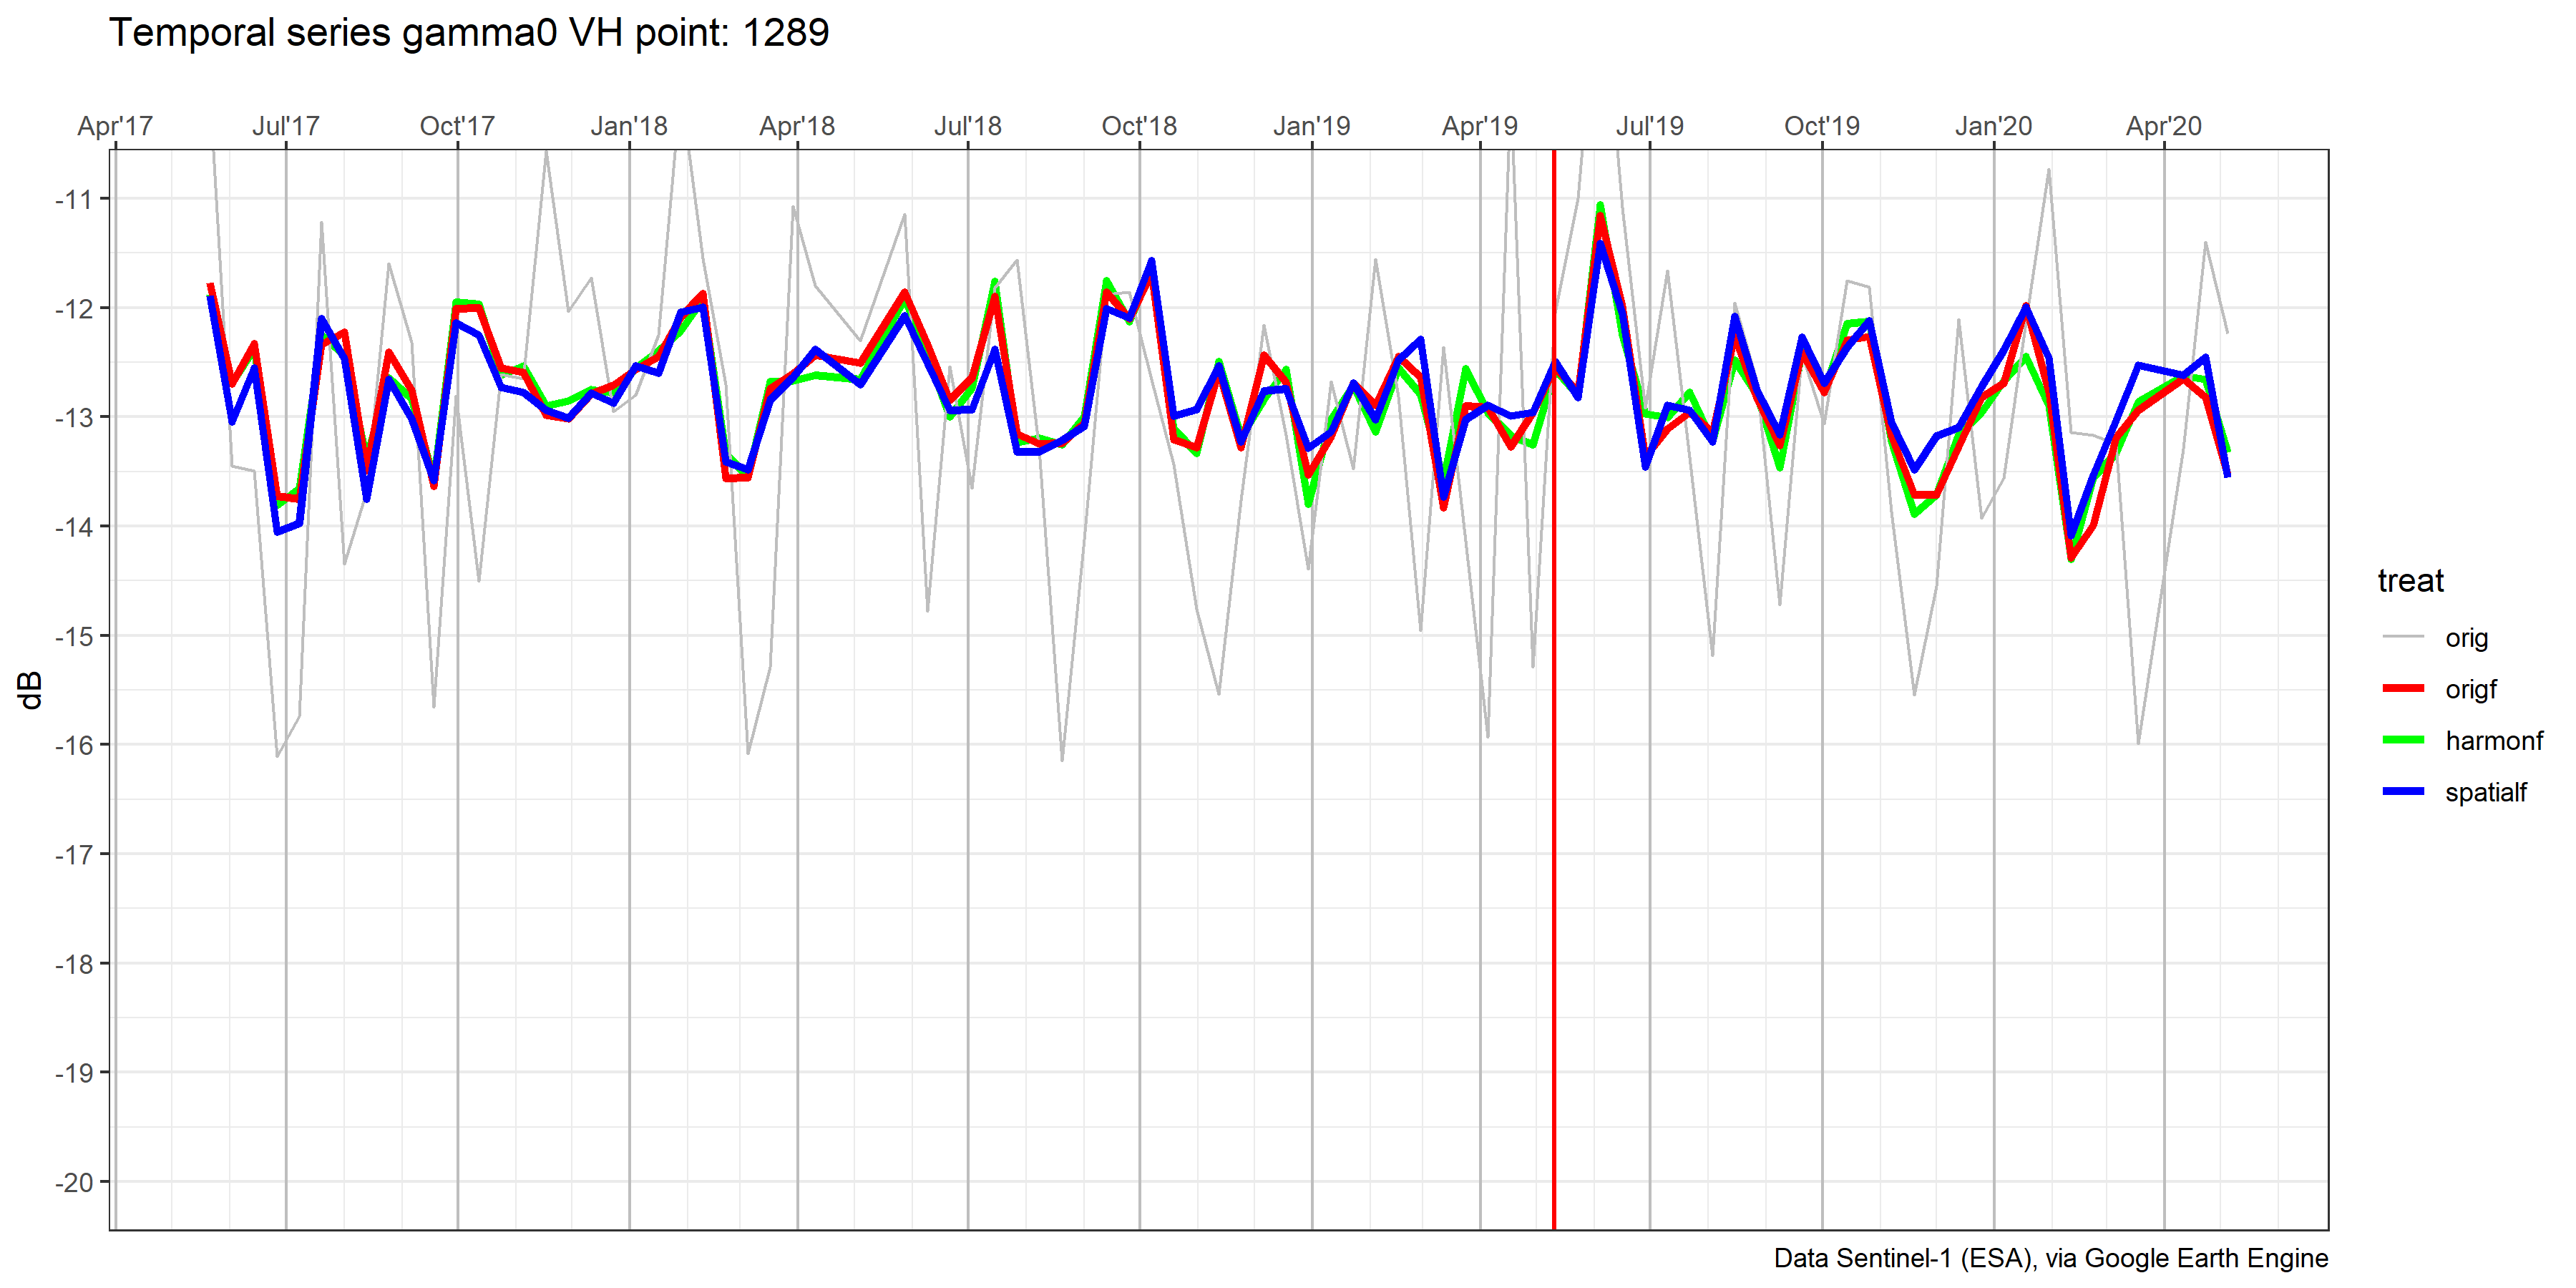 Temporal series gamma0 VH point: 1289
Apr'17 Jul'17 Oct'17 Jan'18 Apr'18 Jul'18 Oct'18 Jan'19 Apr'19 Jul'19 Oct'19 Jan'20 Apr'20
-11
-12
-13
-14
-15
-16
-17
-18
-19
-20
dB
treat
orig
origf
harmonf
spatialf
Data Sentinel-1 (ESA), via Google Earth Engine